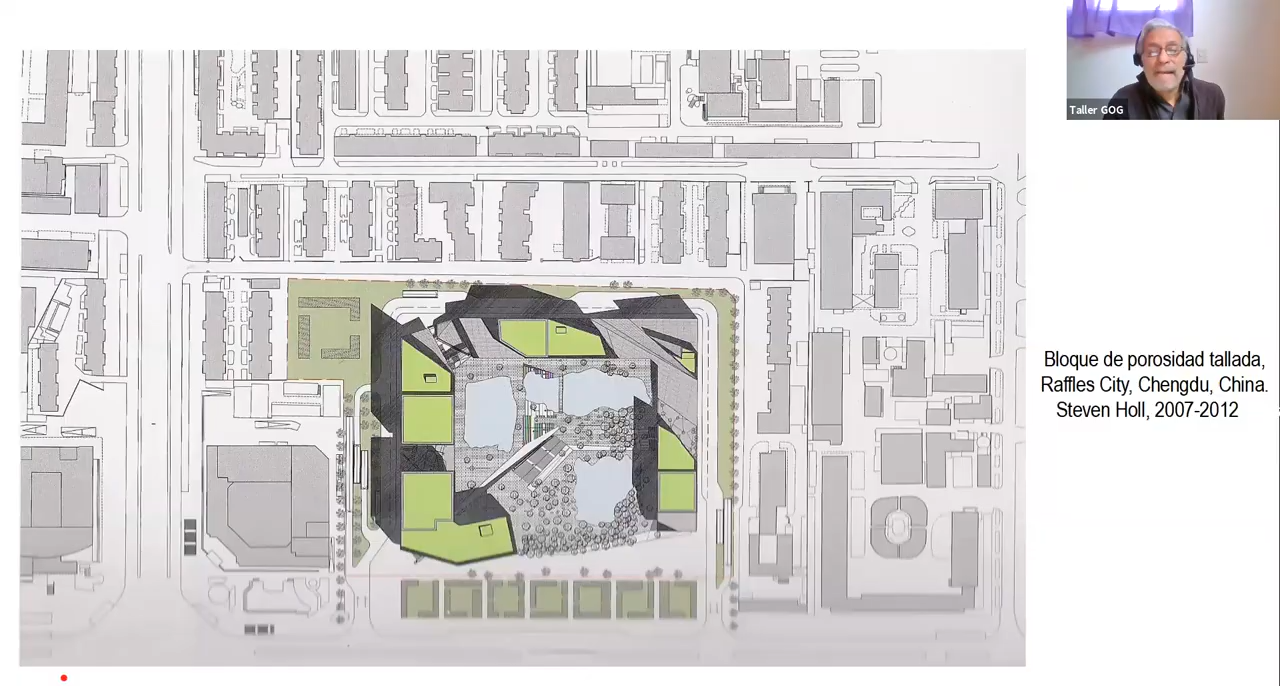 Taller GOG
Bloque de porosidad tallada,
Raffles City, Chengdu, China.
Steven Holl, 2007-2012